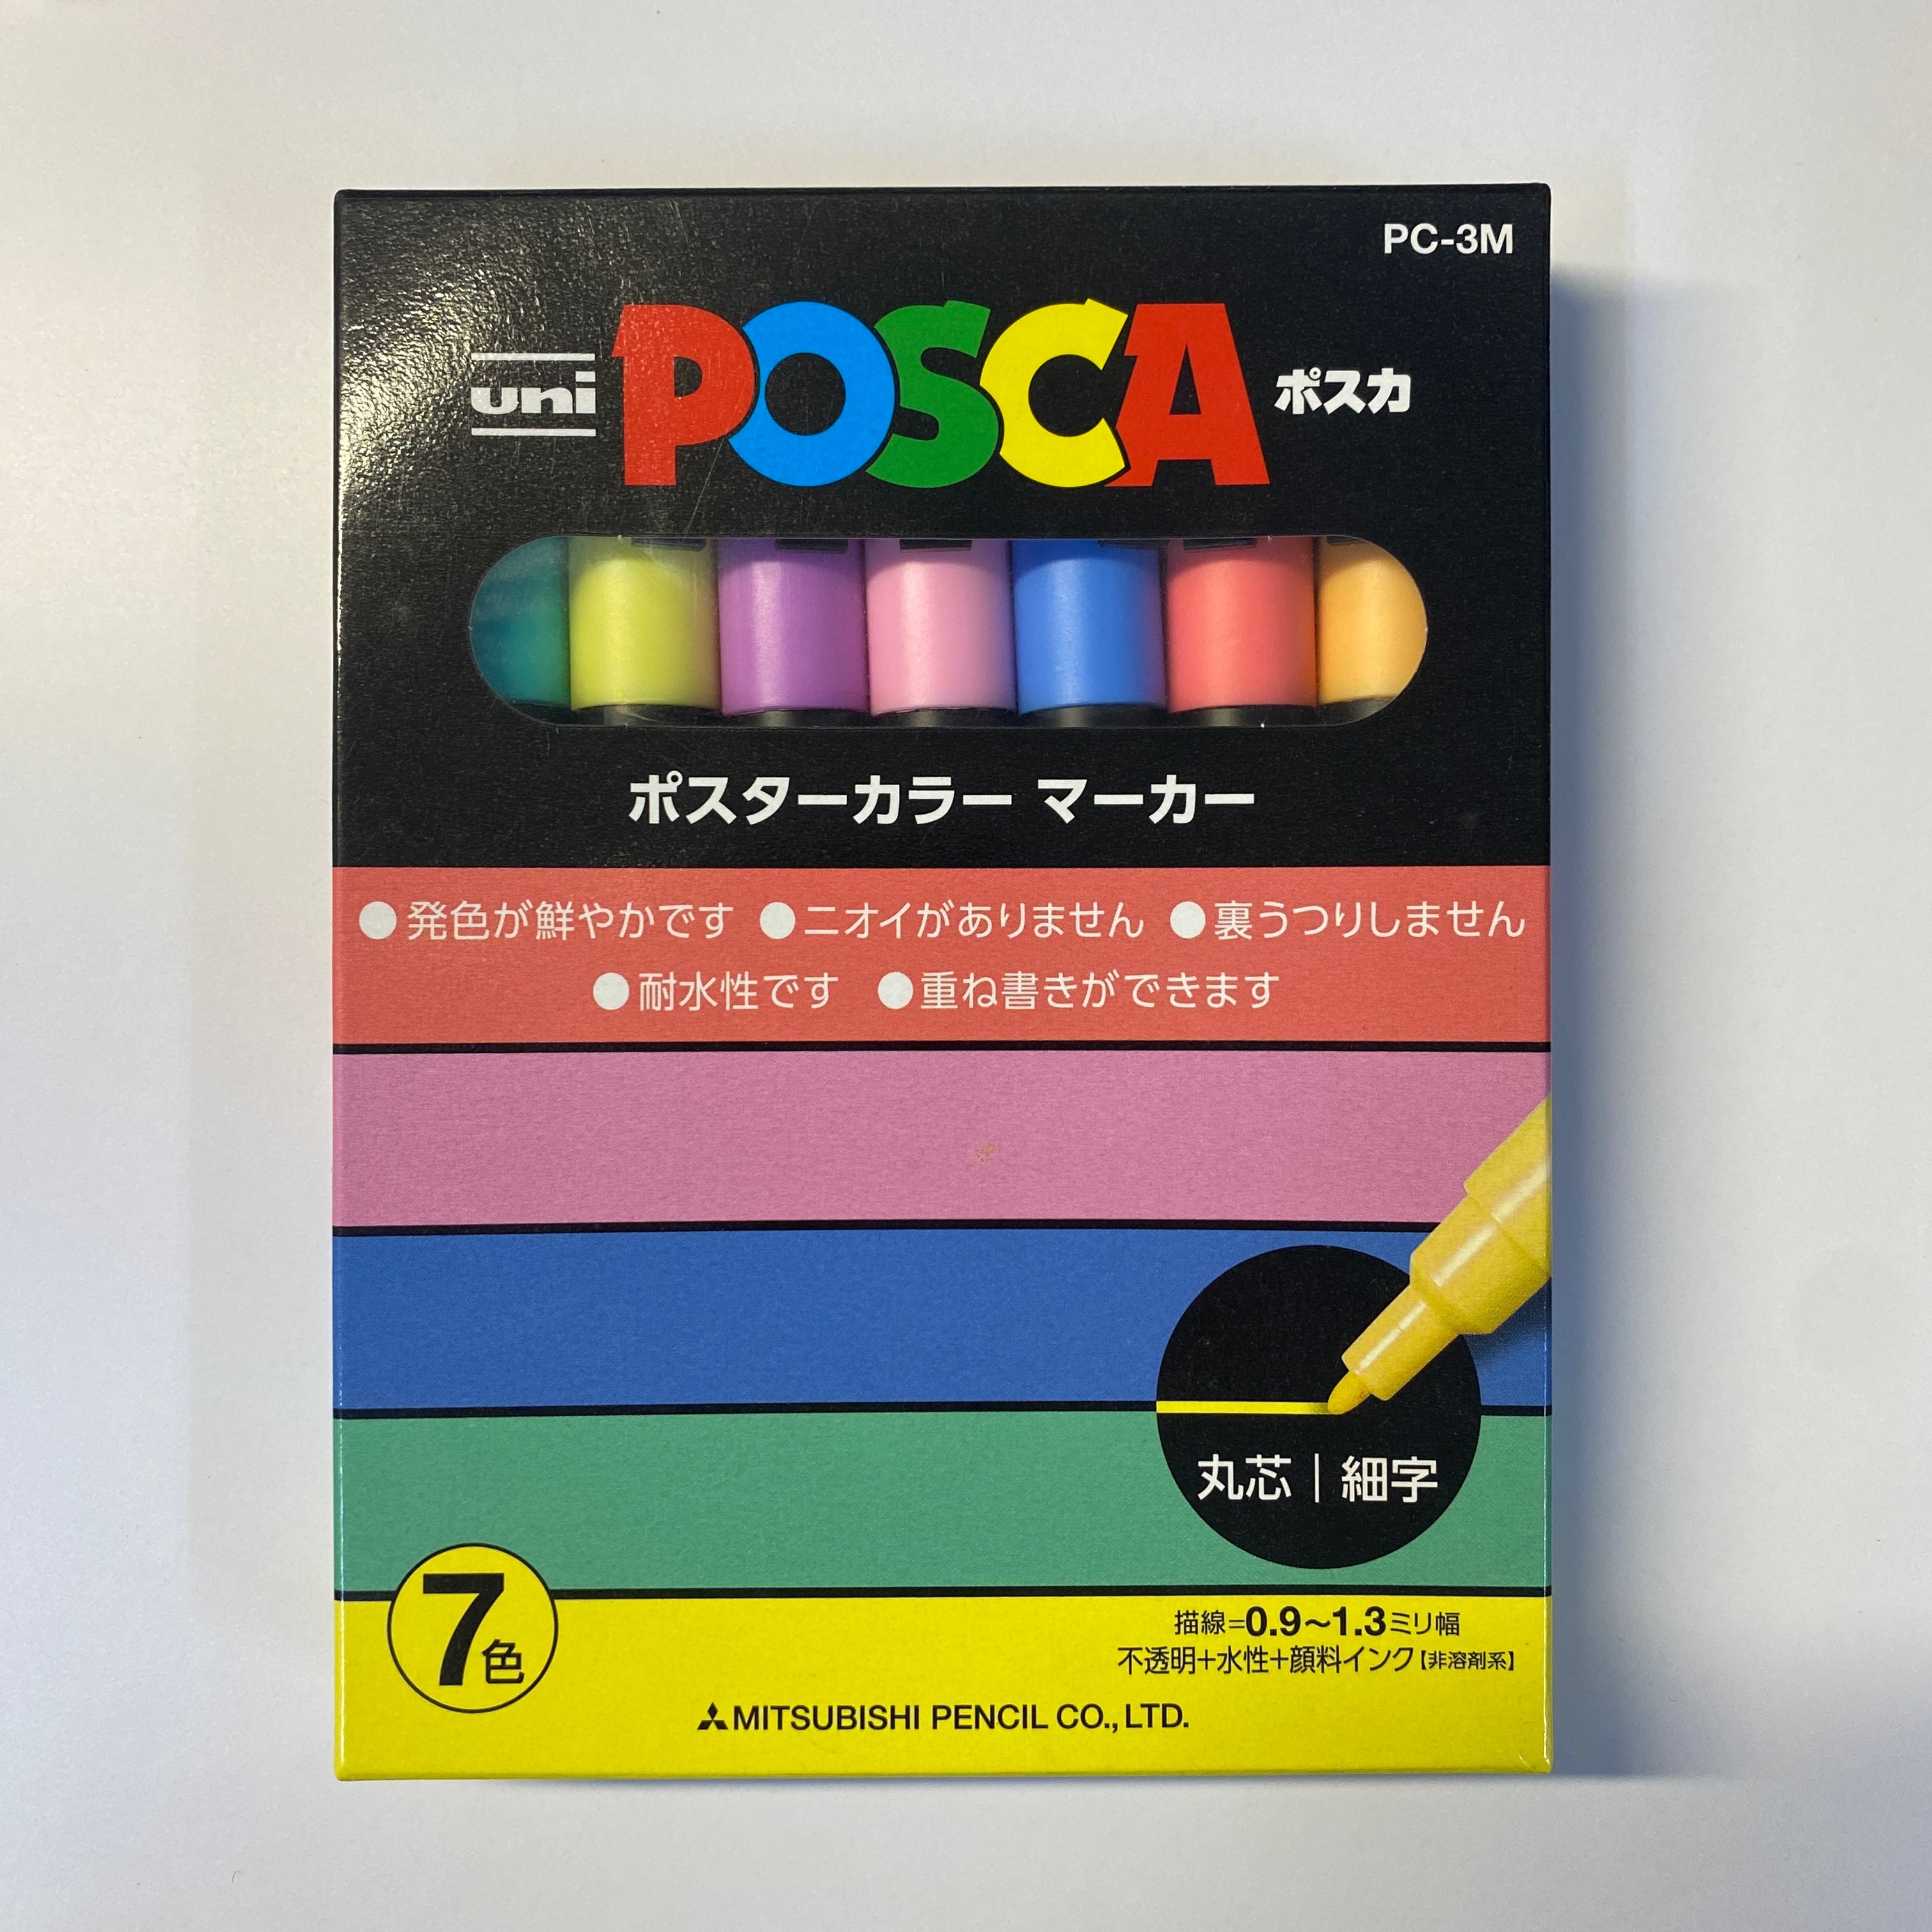 PC-3M
uni POSCA ポスカ
ポスターカラー マーカー
●発色が鮮やかです ●ニオイがありません ●裏うつりしません
●耐水性です ●重ね書きができます
丸芯｜細字
7色
描線=0.9〜1.3ミリ幅
不透明+水性+顔料インク【非溶剤系】
MITSUBISHI PENCIL CO., LTD.